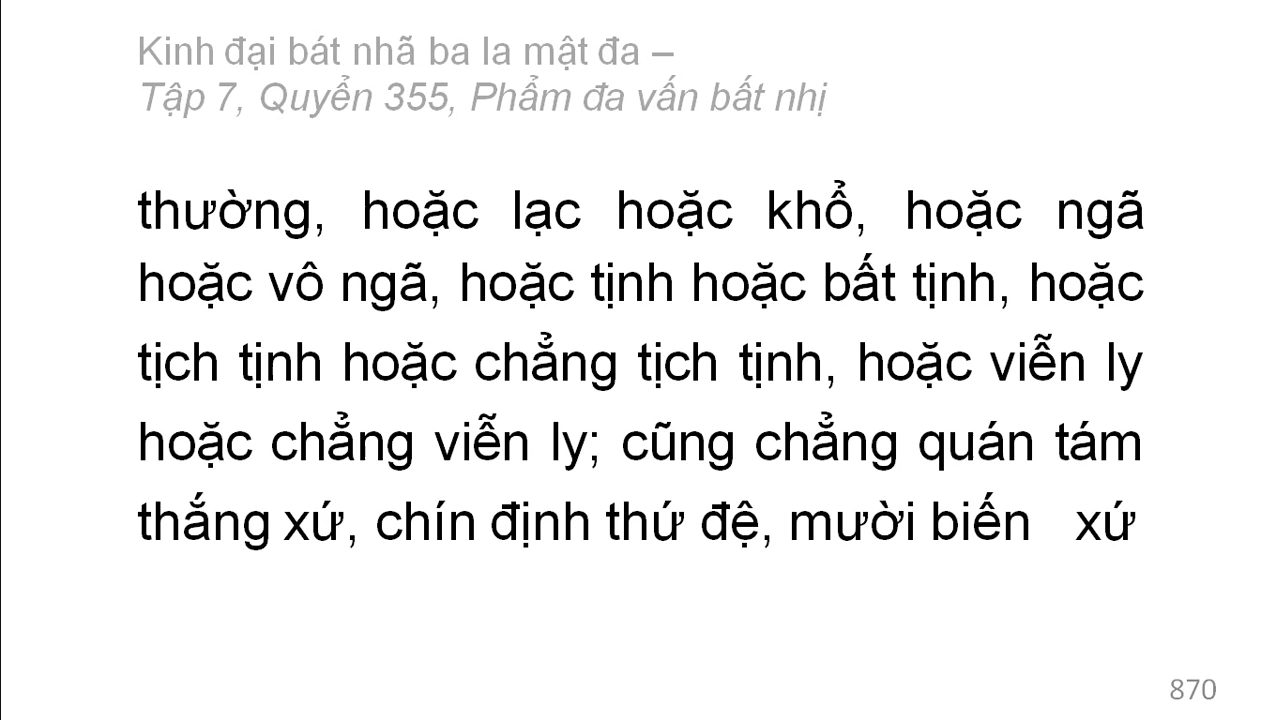 Kinh đại bát nhã ba la mật đa –
Tập 7, Quyển 355, Phẩm đa vấn bất nhị
thường, hoặc lạc hoặc khổ, hoặc ngã
hoặc vô ngã, hoặc tịnh hoặc bất tịnh, hoặc
tịch tịnh hoặc chẳng tịch tịnh, hoặc viễn ly
hoặc chẳng viễn ly; cũng chẳng quán tám
thắng xứ, chín định thứ đệ, mười biến xứ
870